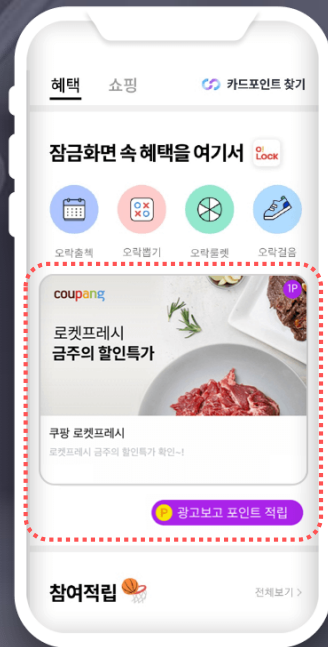 혜택 쇼핑 카드포인트 찾기
잠금화면 속 혜택을 여기서 O! LOCK
오락출첵 오락뽑기 오락룰렛 오락걸음
coupang 1P
로켓프레시
금주의 할인특가
쿠팡 로켓프레시
로켓프레시 금주의 할인특가 확인~!
P 광고보고 포인트 적립
참여적립 전체보기 >